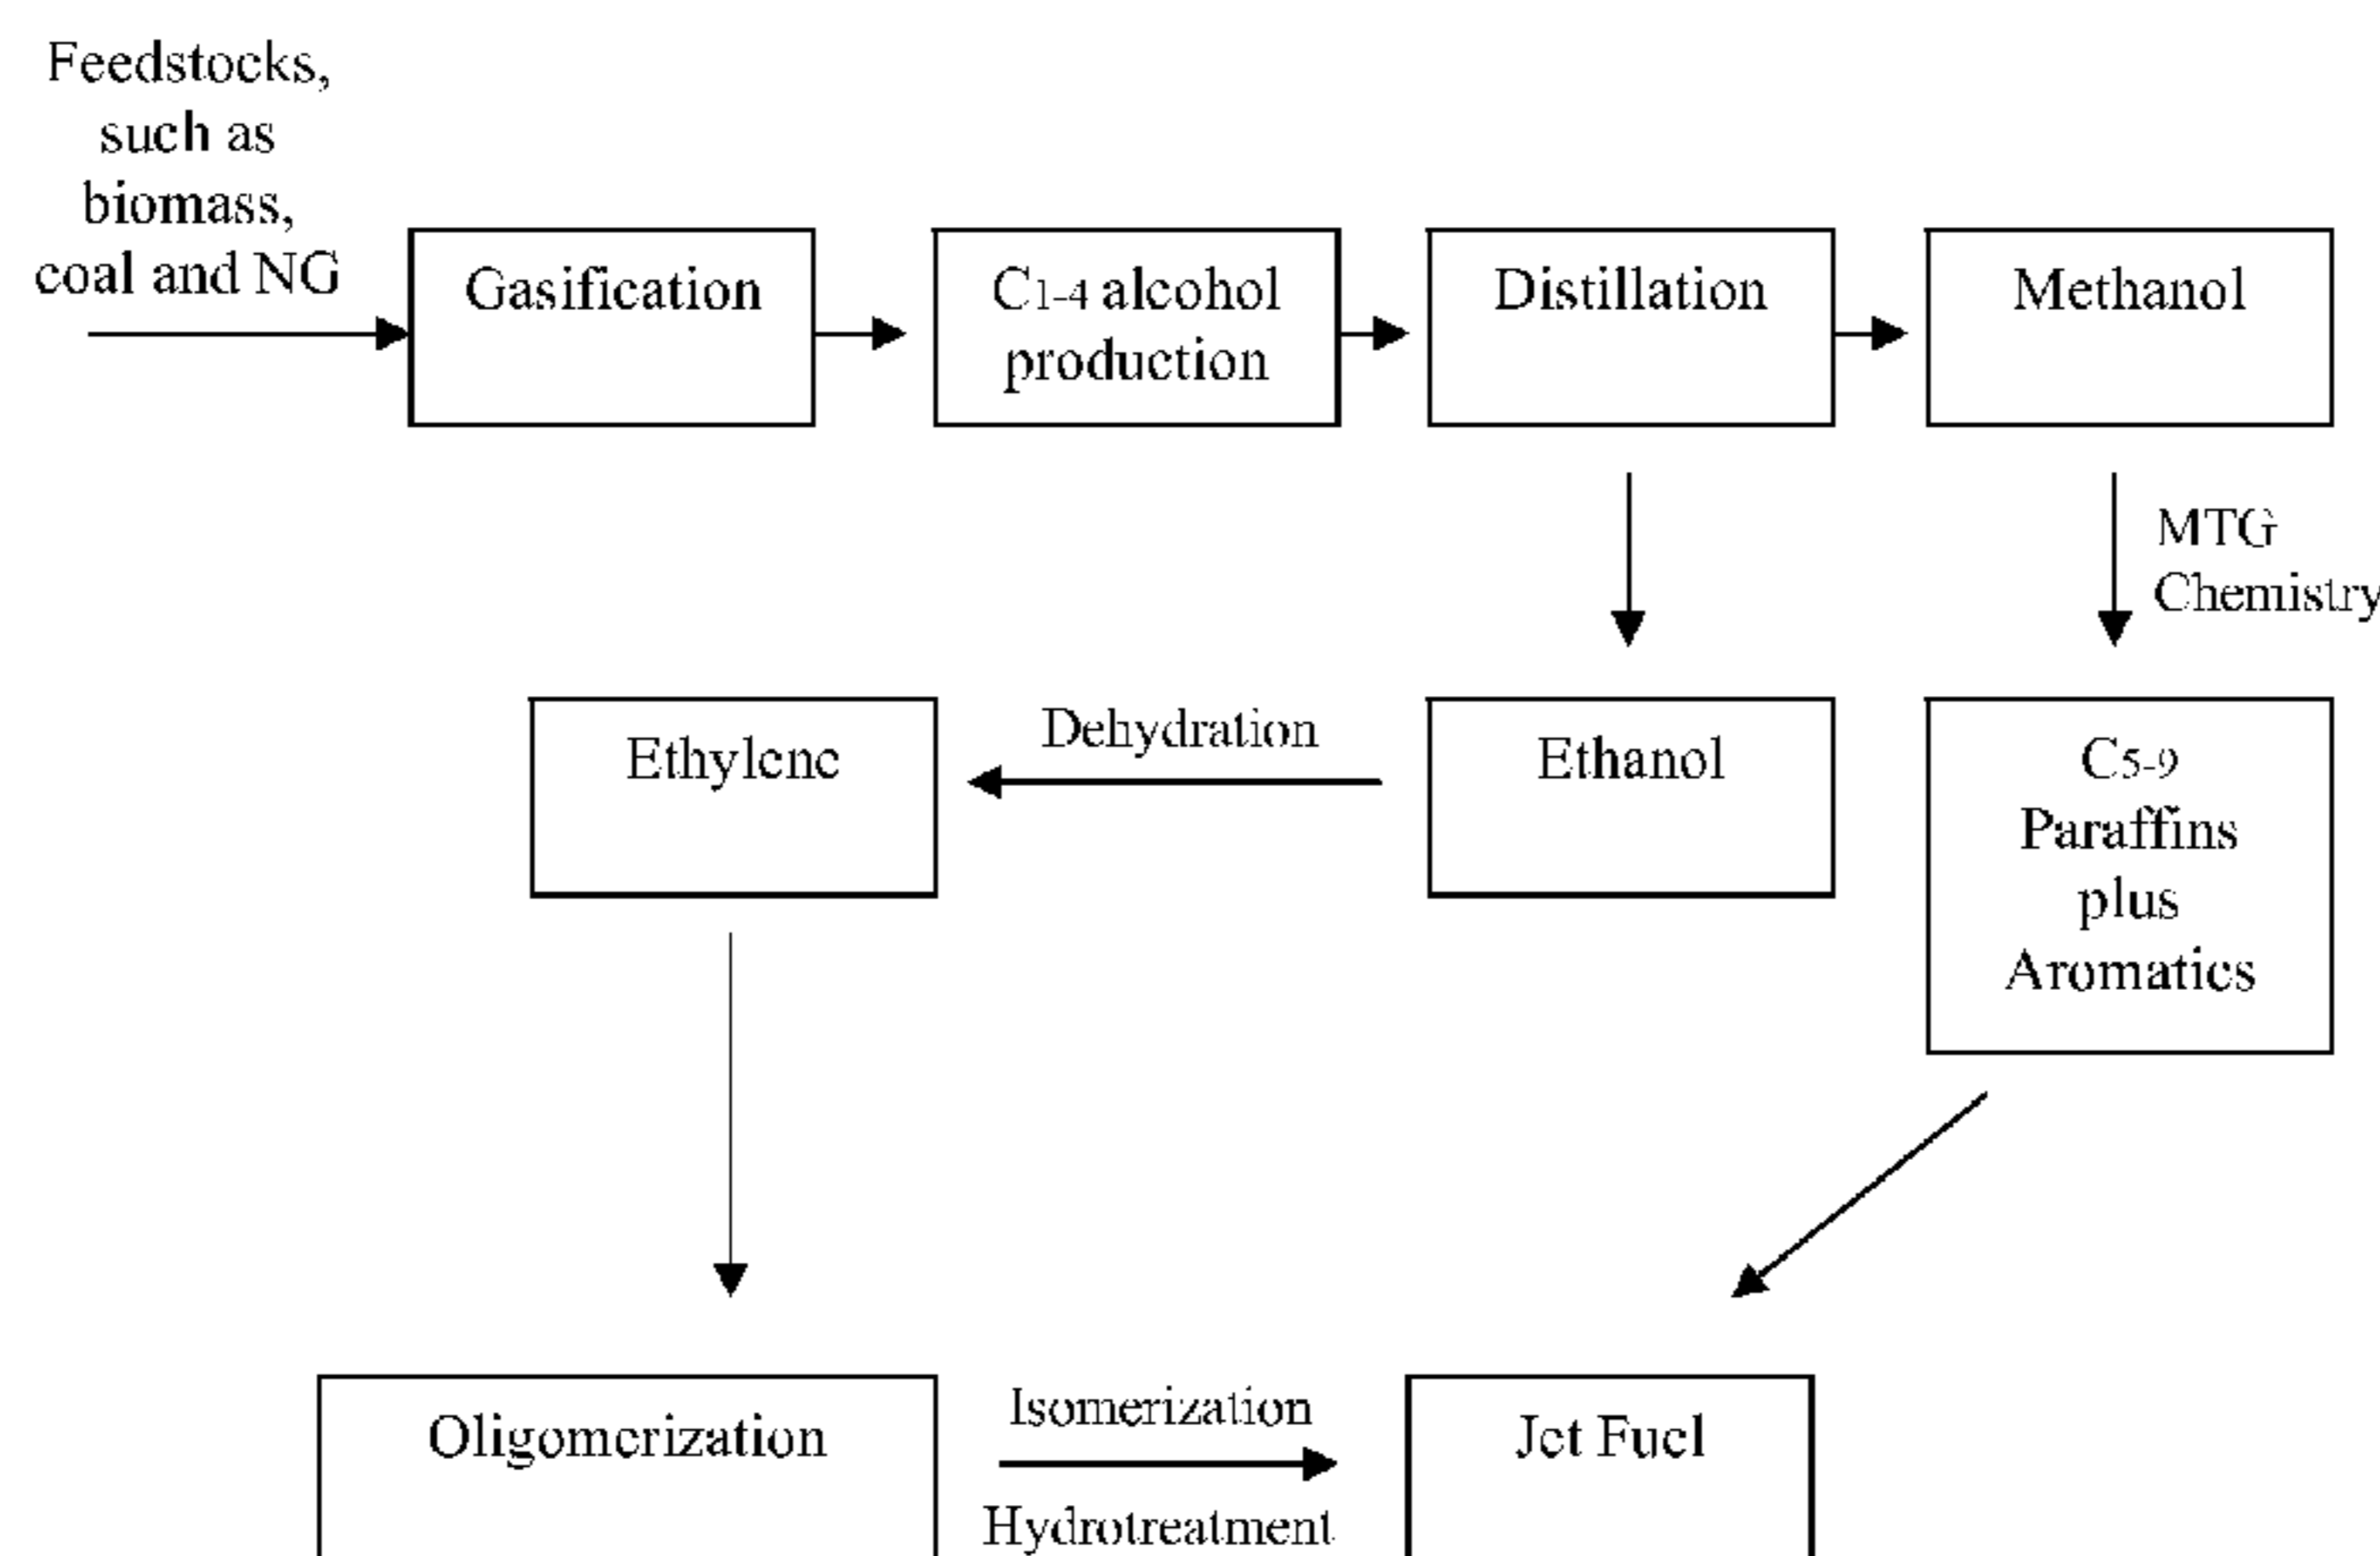 Feedstocks,
such as
biomass,
coal and NG
Gasification
C1-4 alcohol
production
Distillation
Methanol
MTG
Chemistry
Ethylene
Dehydration
Ethanol
C5-9
Paraffins
plus
Aromatics
Oligomerization
Isomerization
Hydrotreatment
Jet Fuel